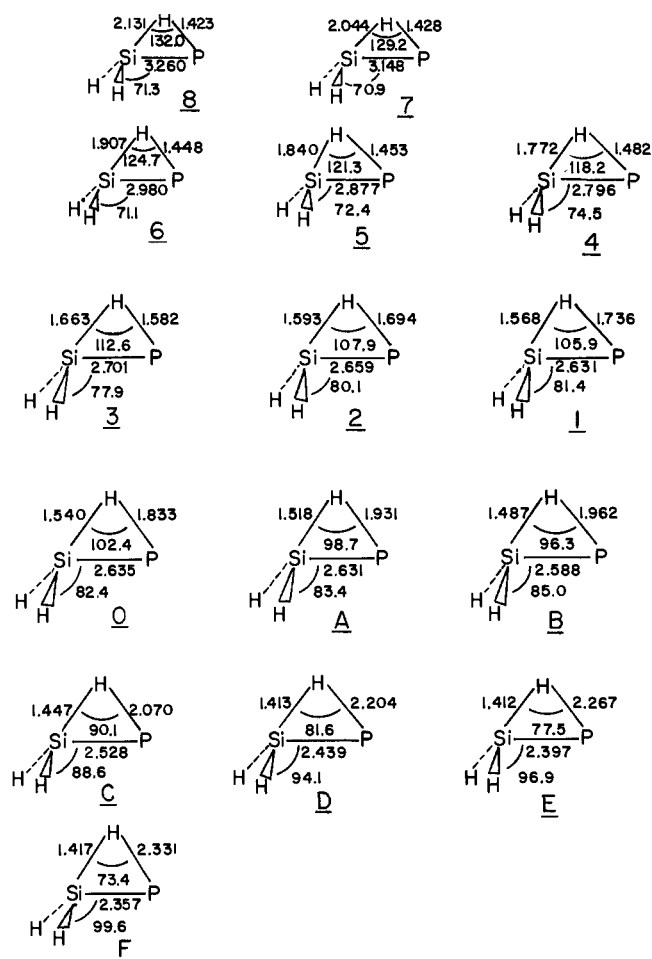 2.131 H 1.423
132.0
Si P
3.260
H H 71.3
8
2.044 H 1.428
129.2
Si P
3.148
H H 70.9
7
1.907 H 1.448
124.7
Si P
2.980
H H 71.1
6
1.840 H 1.453
121.3
Si P
2.877
H H 72.4
5
1.772 H 1.482
118.2
Si P
2.796
H H 74.5
4
1.663 H 1.582
112.6
Si P
2.701
H H 77.9
3
1.593 H 1.694
107.9
Si P
2.659
H H 80.1
2
1.568 H 1.736
105.9
Si P
2.631
H H 81.4
1
1.540 H 1.833
102.4
Si P
2.635
H H 82.4
0
1.518 H 1.931
98.7
Si P
2.631
H H 83.4
A
1.487 H 1.962
96.3
Si P
2.588
H H 85.0
B
1.447 H 2.070
90.1
Si P
2.528
H H 88.6
C
1.413 H 2.204
81.6
Si P
2.439
H H 94.1
D
1.412 H 2.267
77.5
Si P
2.397
H H 96.9
E
1.417 H 2.331
73.4
Si P
2.357
H H 99.6
F